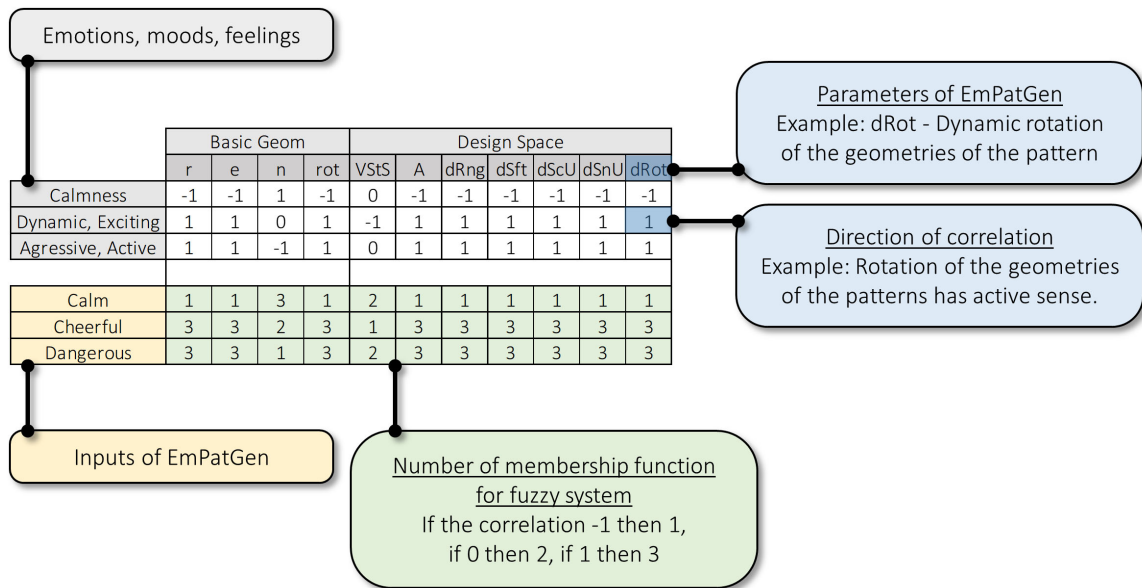 Emotions, moods, feelings
Parameters of EmPatGen
Example: dRot - Dynamic rotation
of the geometries of the pattern
Basic Geom Design Space
r e n rot VStS A dRng dSft dScU dSnU dRot
Calmness -1 -1 1 -1 0 -1 -1 -1 -1 -1 -1
Dynamic, Exciting 1 1 0 1 -1 1 1 1 1 1 1
Agressive, Active 1 1 -1 1 0 1 1 1 1 1 1
Direction of correlation
Example: Rotation of the geometries
of the patterns has active sense.
Calm 1 1 3 1 2 1 1 1 1 1 1
Cheerful 3 3 2 3 1 3 3 3 3 3 3
Dangerous 3 3 1 3 2 3 3 3 3 3 3
Inputs of EmPatGen
Number of membership function
for fuzzy system
If the correlation -1 then 1,
if 0 then 2, if 1 then 3